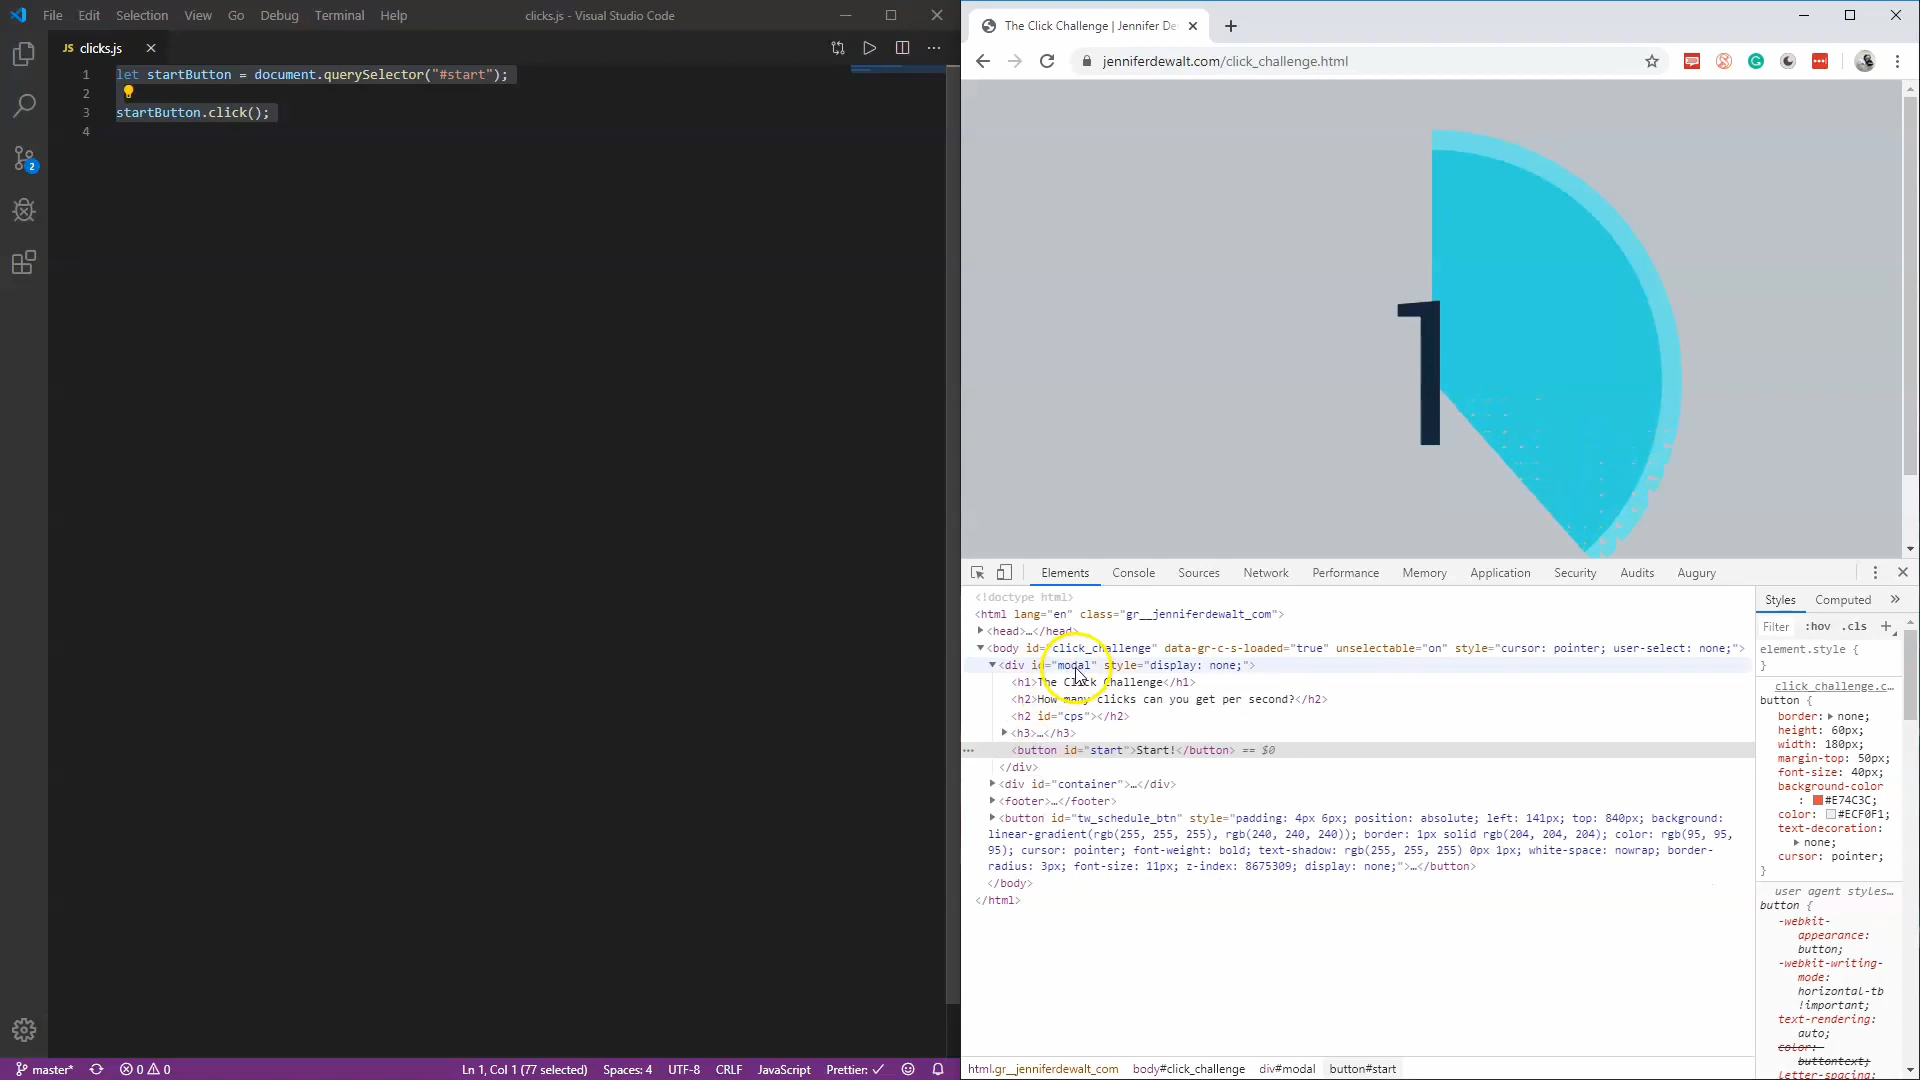 File Edit Selection View Go Debug Terminal Help
clicks.js - Visual Studio Code
JS clicks.js
1 let startButton = document.querySelector("#start");
2
3 startButton.click();
4
2
master*
0 0
Ln 1, Col 1 (77 selected)
Spaces: 4
UTF-8
CRLF
JavaScript
Prettier:
The Click Challenge | Jennifer De
jenniferdewalt.com/click_challenge.html
1
Elements Console Sources Network Performance Memory Application Security Audits Augury
<!doctype html>
<html lang="en" class="gr__jenniferdewalt_com">
<head>…</head>
<body id="click_challenge" data-gr-c-s-loaded="true" unselectable="on" style="cursor: pointer; user-select: none;">
<div id="modal" style="display: none;">
<h1>The Click Challenge</h1>
<h2>How many clicks can you get per second?</h2>
<h2 id="cps"></h2>
<h3>…</h3>
<button id="start">Start!</button> == $0
</div>
<div id="container">…</div>
<footer>…</footer>
<button id="tw_schedule_btn" style="padding: 4px 6px; position: absolute; left: 141px; top: 840px; background:
linear-gradient(rgb(255, 255, 255), rgb(240, 240, 240)); border: 1px solid rgb(204, 204, 204); color: rgb(95, 95,
95); cursor: pointer; font-weight: bold; text-shadow: rgb(255, 255, 255) 0px 1px; white-space: nowrap; border-
radius: 3px; font-size: 11px; z-index: 8675309; display: none;">…</button>
</body>
</html>
html.gr__jenniferdewalt_com body#click_challenge div#modal button#start
Styles Computed »
Filter :hov .cls +
element.style {
}
click_challenge.c…
button {
border: none;
height: 60px;
width: 180px;
margin-top: 50px;
font-size: 40px;
background-color
: #E74C3C;
color: #ECF0F1;
text-decoration:
none;
cursor: pointer;
}
user agent styles…
button {
-webkit-
appearance:
button;
-webkit-writing-
mode:
horizontal-tb
!important;
text-rendering:
auto;
color:
buttontext;
letter-spacing: